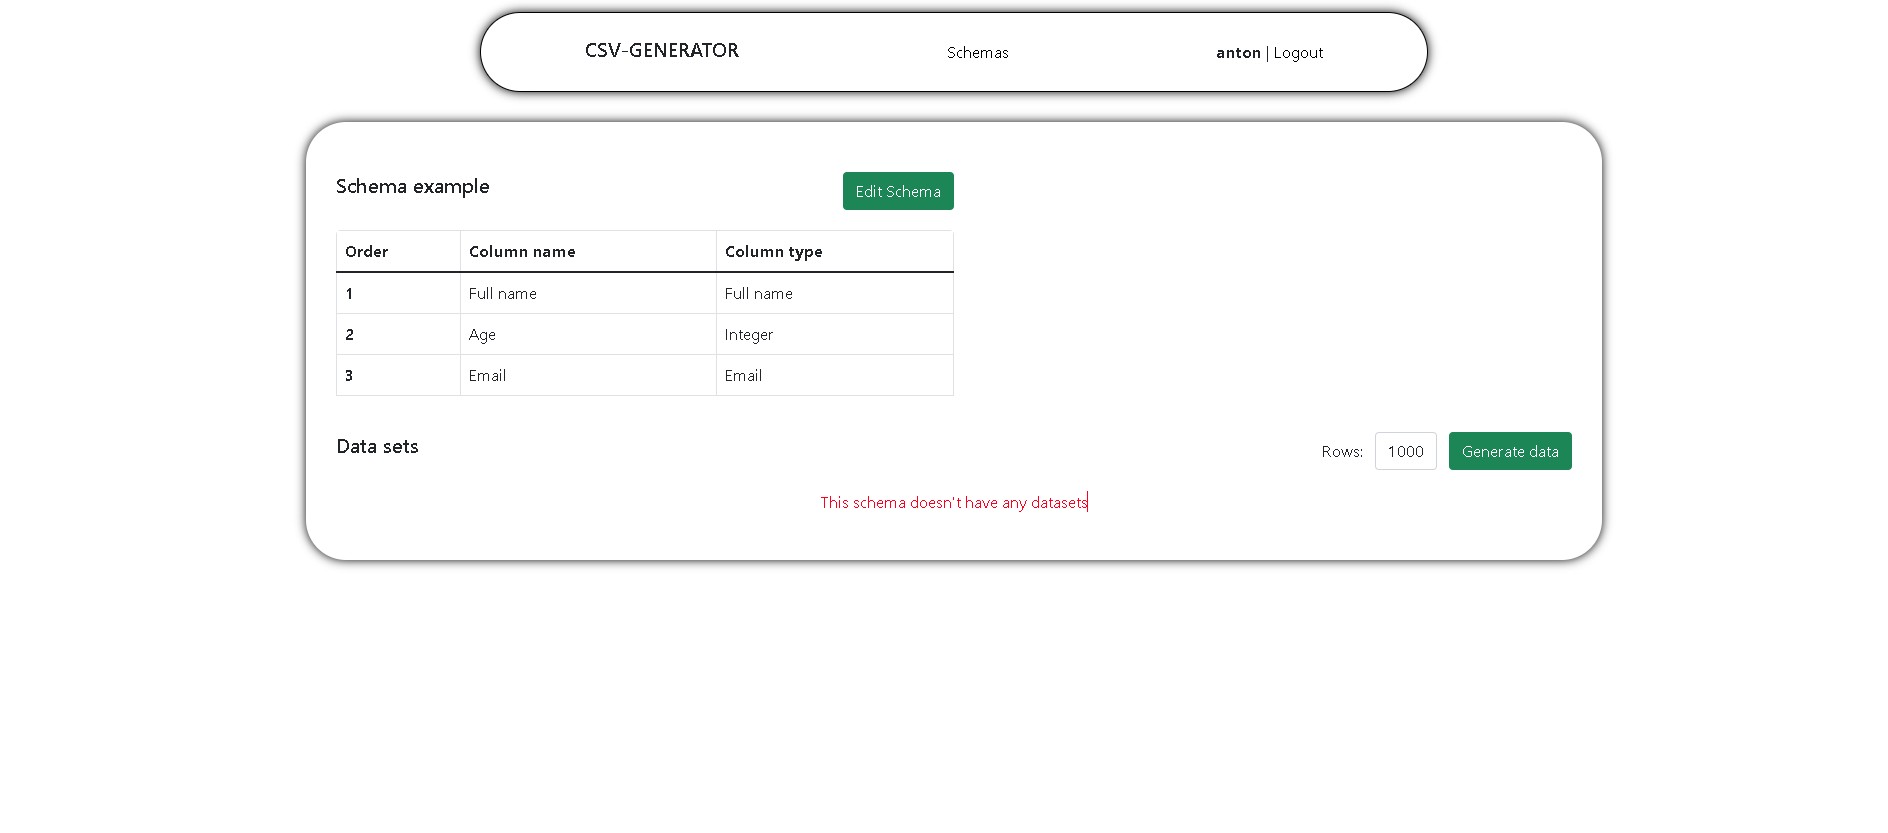 CSV-GENERATOR Schemas anton | Logout
Schema example Edit Schema
Order Column name Column type
1 Full name Full name
2 Age Integer
3 Email Email
Data sets Rows: 1000 Generate data
This schema doesn't have any datasets